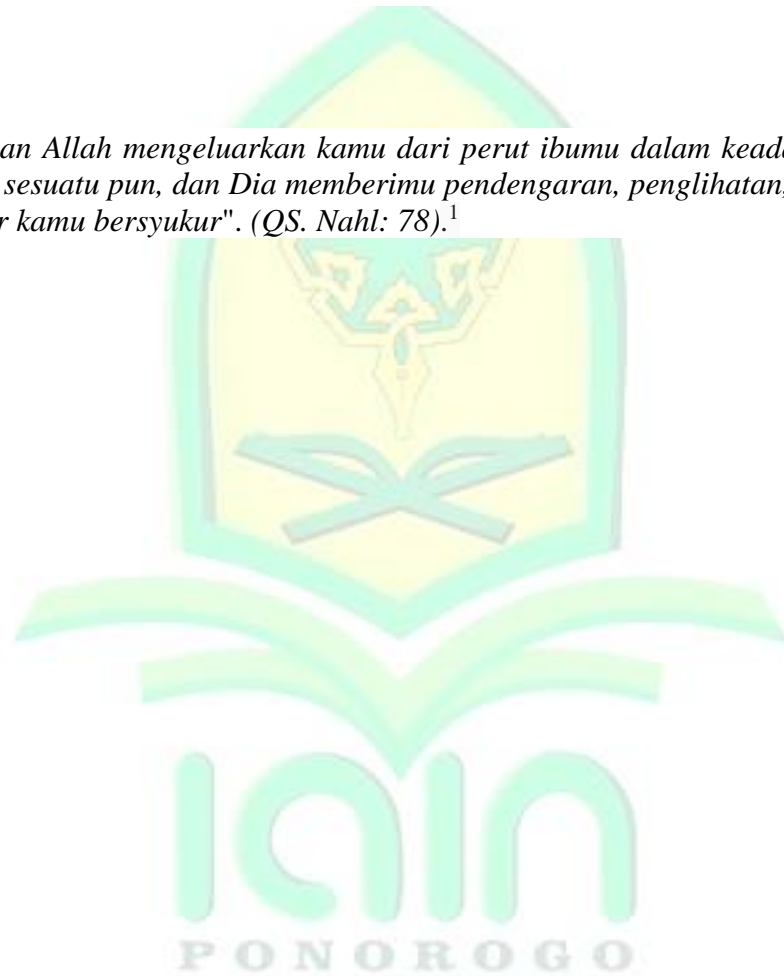 an Allah mengeluarkan kamu dari perut ibumu dalam keada
sesuatu pun, dan Dia memberimu pendengaran, penglihatan,
r kamu bersyukur". (QS. Nahl: 78).1
iain
PONOROGO